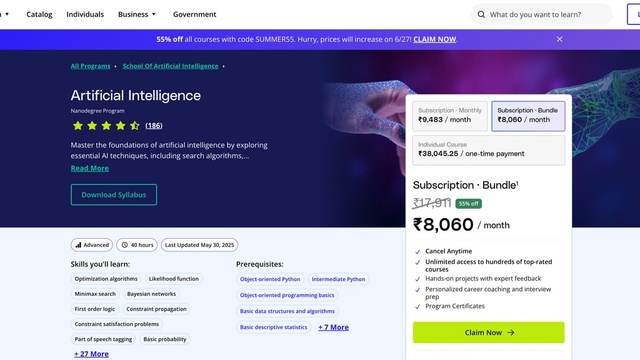 Catalog Individuals Business Government
What do you want to learn?
55% off all courses with code SUMMER55. Hurry, prices will increase on 6/27! CLAIM NOW.
All Programs • School Of Artificial Intelligence •
Artificial Intelligence
Nanodegree Program
(186)
Master the foundations of artificial intelligence by exploring
essential AI techniques, including search algorithms,...
Read More
Download Syllabus
Subscription · Monthly
₹9,483 / month
Subscription · Bundle
₹8,060 / month
Individual Course
₹38,045.25 / one-time payment
Subscription · Bundle†
₹17,911
55% off
₹8,060 / month
Cancel Anytime
Unlimited access to hundreds of top-rated
courses
Hands-on projects with expert feedback
Personalized career coaching and interview
prep
Program Certificates
Claim Now
Advanced
40 hours
Last Updated May 30, 2025
Skills you'll learn:
Optimization algorithms
Likelihood function
Minimax search
Bayesian networks
First order logic
Constraint propagation
Constraint satisfaction problems
Part of speech tagging
Basic probability
+ 27 More
Prerequisites:
Object-oriented Python
Intermediate Python
Object-oriented programming basics
Basic data structures and algorithms
Basic descriptive statistics
+ 7 More